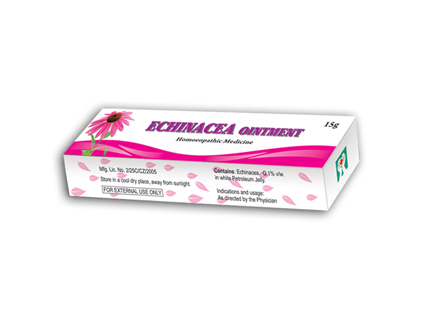 ECHINACEA OINTMENT
15g
Homoeopathic Medicine
Mfg. Lic. No. 2/25C/CZ/2005
Store in a cool dry place, away from sunlight.
FOR EXTERNAL USE ONLY
Contains: Echinacea, 1% v/w.
in white Petroleum Jelly.
Indications and usage:
As directed by the Physician